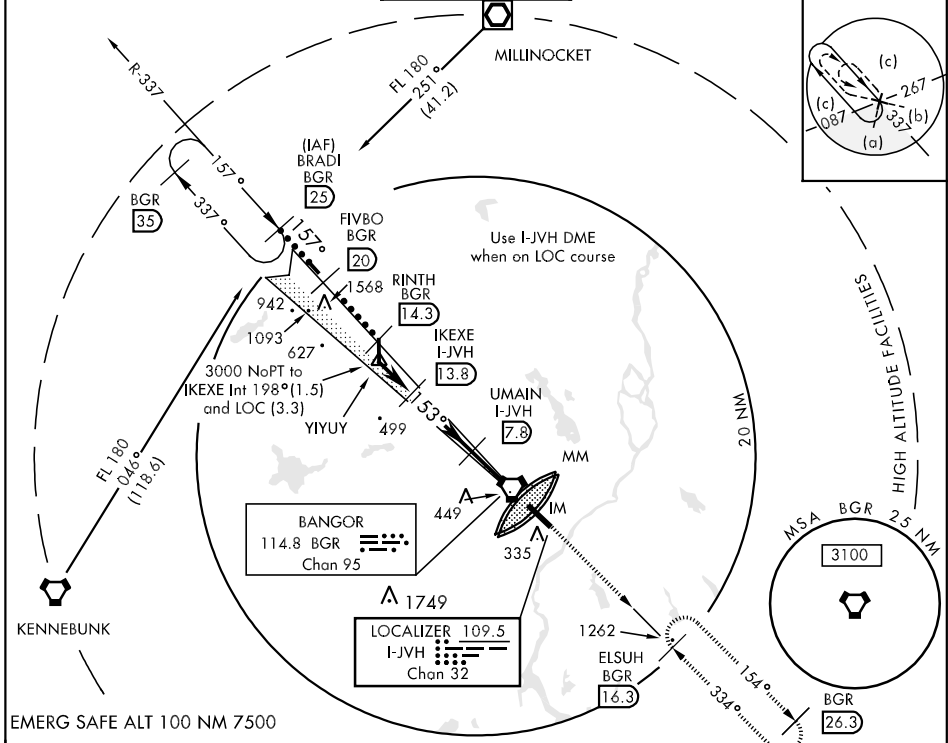 MILLINOCKET
FL 180
251°
(41.2)
R-337
(c)
267
(c)
(b)
087
337
(a)
157°
337°
BGR
35
(IAF)
BRADI
BGR
25
157°
FIVBO
BGR
20
Use I-JVH DME
when on LOC course
1568
RINTH
BGR
14.3
942
1093
627
IKEXE
I-JVH
13.8
3000 NoPT to
IKEXE Int 198°(1.5)
and LOC (3.3)
YIYUY
153°
499
UMAIN
I-JVH
7.8
20 NM
HIGH ALTITUDE FACILITIES
FL 180
046°
(118.6)
MM
449
IM
335
BANGOR
114.8 BGR
Chan 95
MSA BGR 25 NM
3100
1749
KENNEBUNK
LOCALIZER 109.5
I-JVH
Chan 32
1262
ELSUH
BGR
16.3
154°
334°
BGR
26.3
EMERG SAFE ALT 100 NM 7500